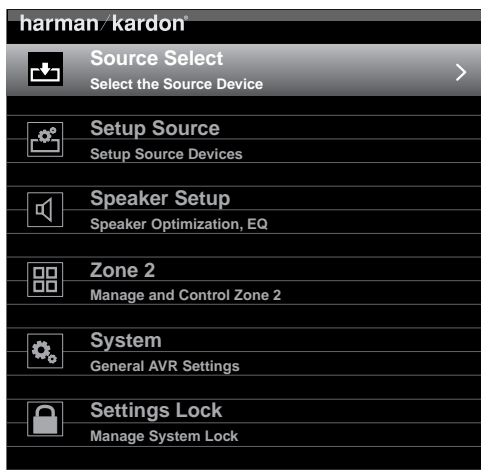 harman/kardon®
Source Select
Select the Source Device
Setup Source
Setup Source Devices
Speaker Setup
Speaker Optimization, EQ
Zone 2
Manage and Control Zone 2
System
General AVR Settings
Settings Lock
Manage System Lock